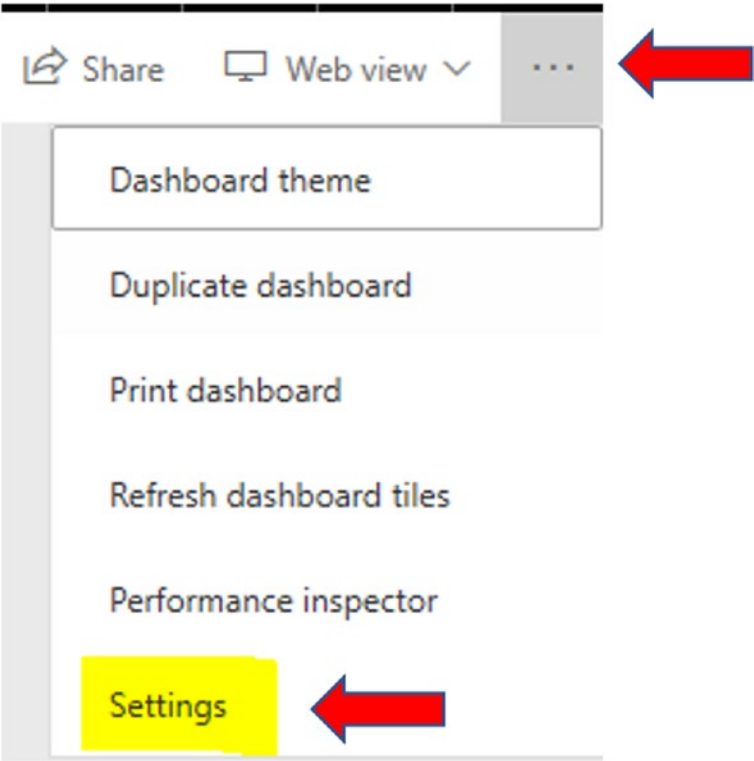 Share Web view ...
Dashboard theme
Duplicate dashboard
Print dashboard
Refresh dashboard tiles
Performance inspector
Settings